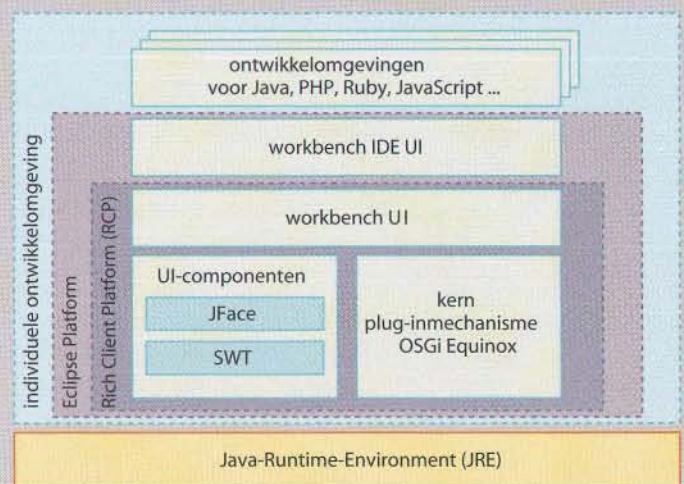 ontwikkelomgevingen
voor Java, PHP, Ruby, JavaScript ...
workbench IDE UI
workbench UI
UI-componenten
JFace
SWT
kern
plug-inmechanisme
OSGi Equinox
individuele ontwikkelomgeving
Eclipse Platform
Rich Client Platform (RCP)
Java-Runtime-Environment (JRE)